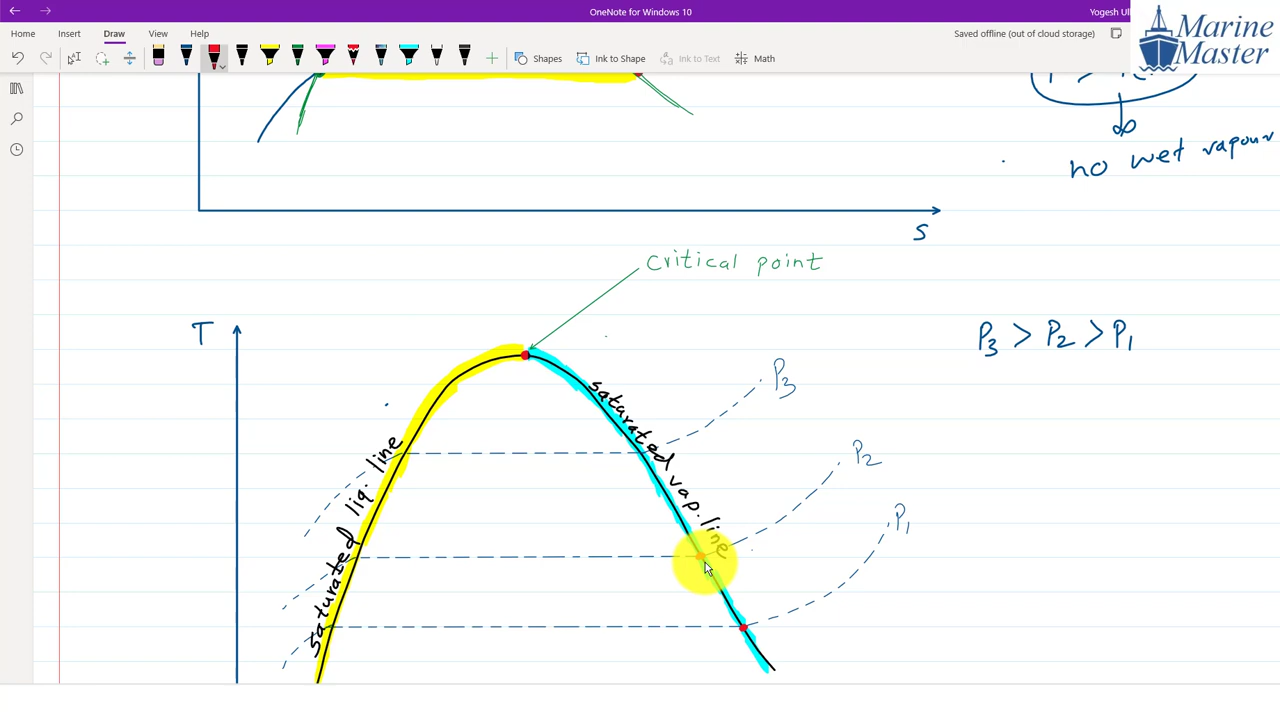 OneNote for Windows 10
Yogesh Ul
Marine
Master
Home Insert Draw View Help
Saved offline (out of cloud storage)
Shapes Ink to Shape Ink to Text Math
no wet vapour
S
Critical point
T
P3 > P2 > P1
P3
saturated vap. line
saturated liq. line
P2
P1